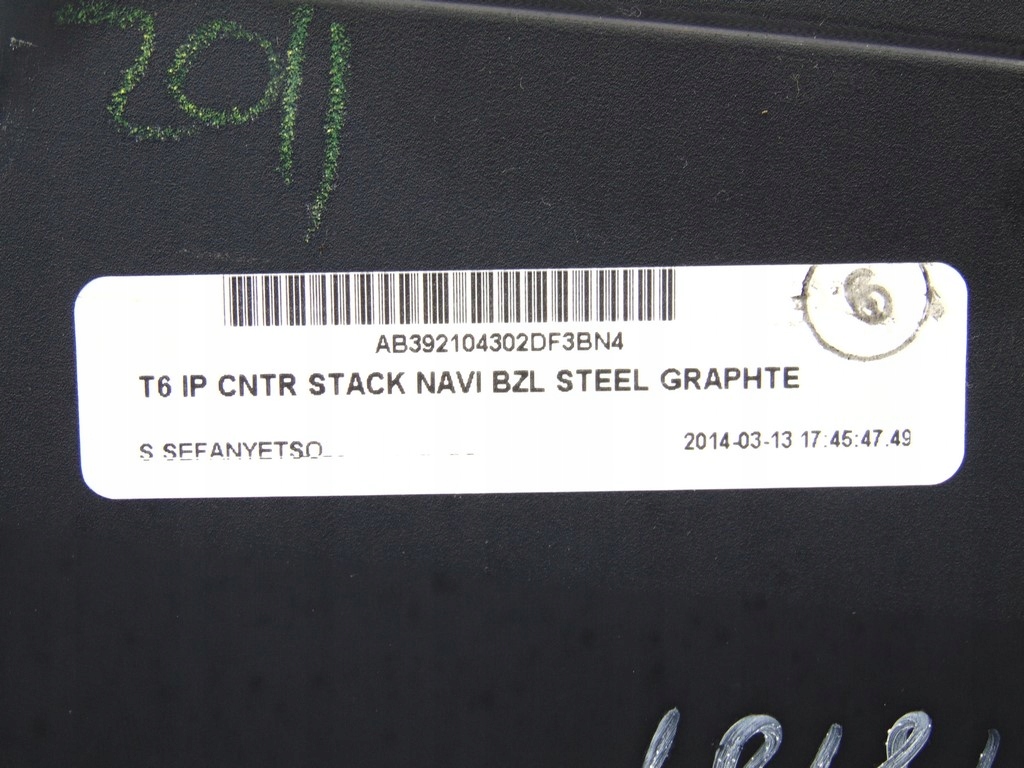 2011
6
AB392104302DF3BN4
T6 IP CNTR STACK NAVI BZL STEEL GRAPHTE
S SEFANYETSO
2014-03-13 17:45:47.49